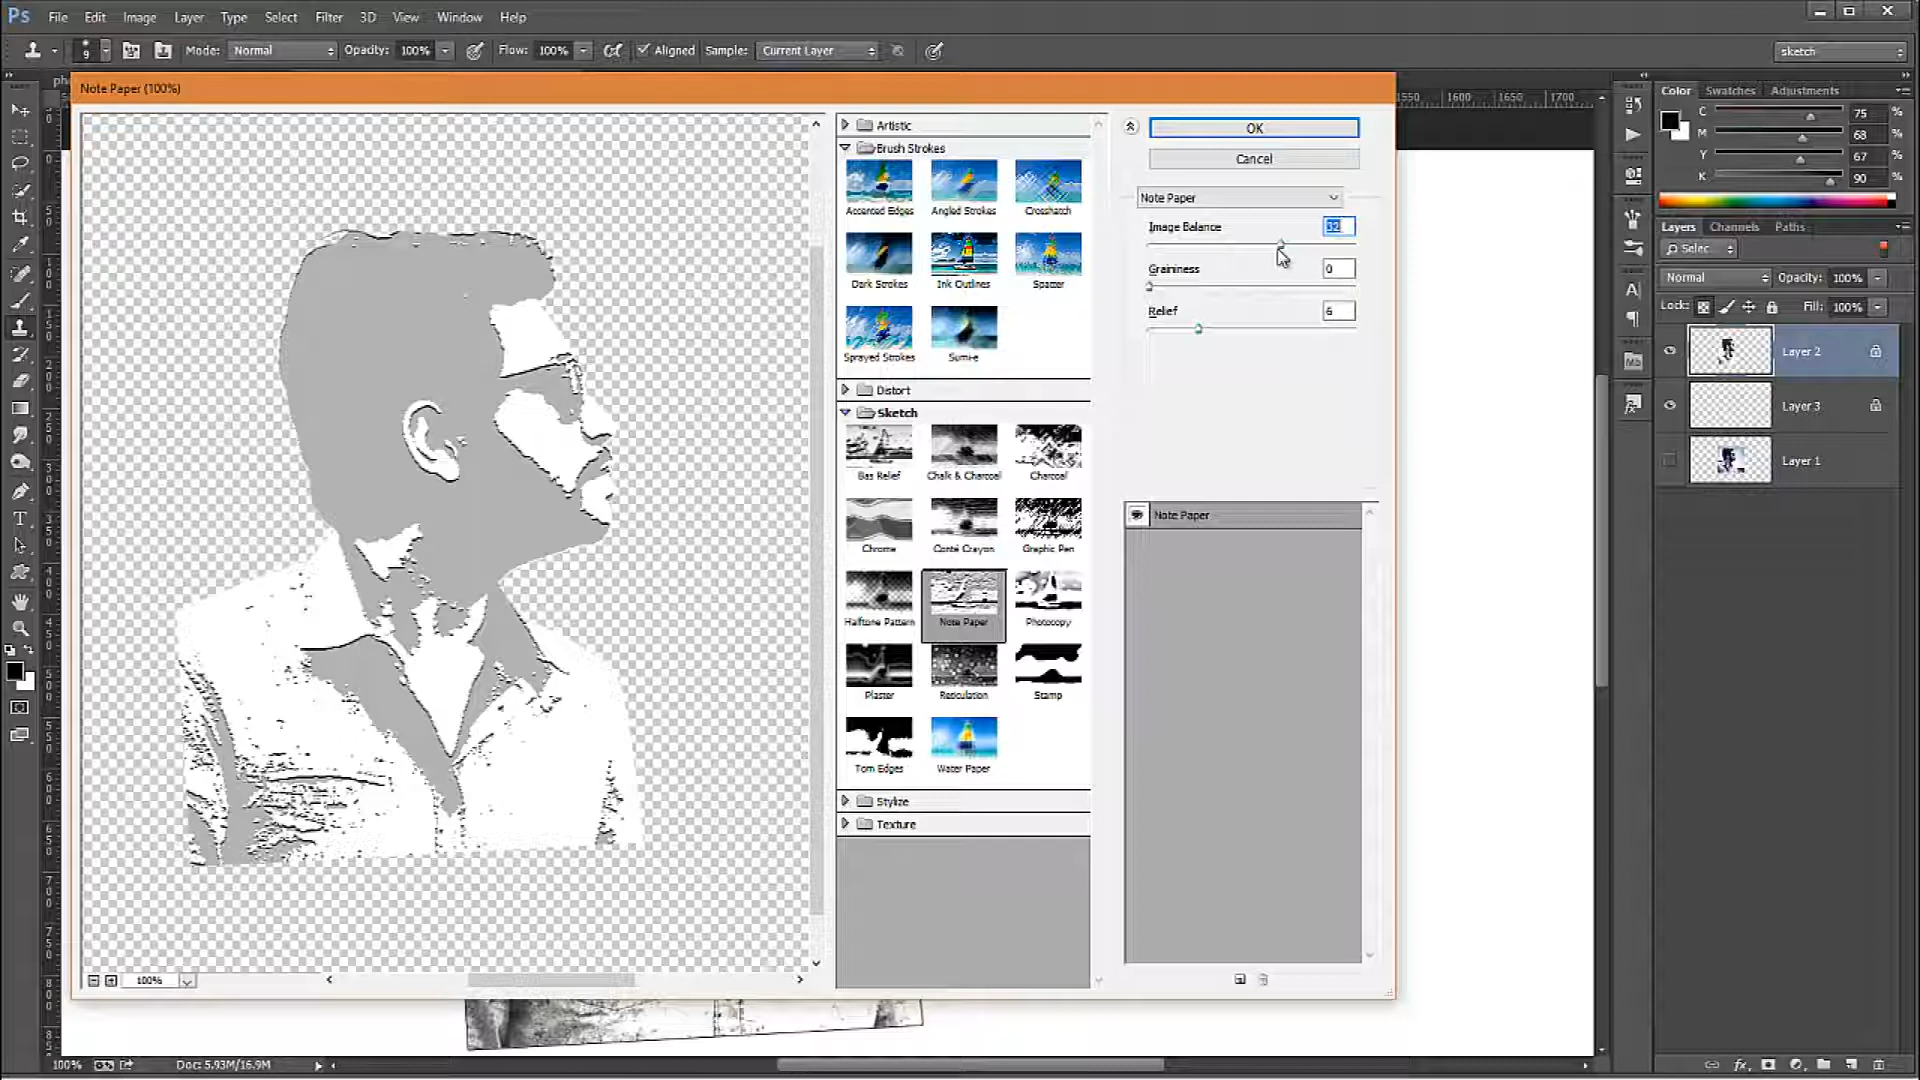 Ps File Edit Image Layer Type Select Filter 3D View Window Help
9 Mode: Normal Opacity: 100% Flow: 100% Aligned Sample: Current Layer sketch
Note Paper (100%)
1550 1600 1650 1700
Artistic
Brush Strokes
Accented Edges Angled Strokes Crosshatch
Dark Strokes Ink Outlines Spatter
Sprayed Strokes Sumi-e
Distort
Sketch
Bas Relief Chalk & Charcoal Charcoal
Chrome Conté Crayon Graphic Pen
Halftone Pattern Note Paper Photocopy
Plaster Reticulation Stamp
Torn Edges Water Paper
Stylize
Texture
OK
Cancel
Note Paper
Image Balance 32
Graininess 0
Relief 6
Note Paper
100%
Color Swatches Adjustments
C 75 %
M 68 %
Y 67 %
K 90 %
Layers Channels Paths
Selec
Normal Opacity: 100%
Lock: Fill: 100%
Layer 2
Layer 3
Layer 1
100% Doc: 5.93M/16.9M